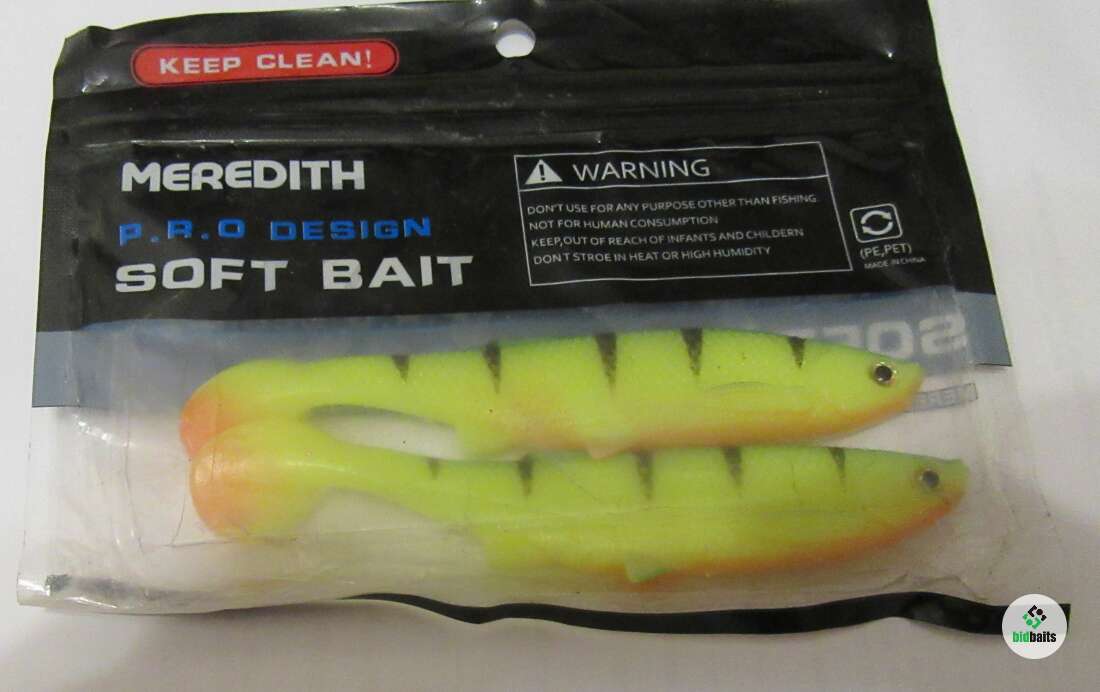 KEEP CLEAN!
MEREDITH
P.R.O DESIGN
SOFT BAIT
WARNING
DON'T USE FOR ANY PURPOSE OTHER THAN FISHING
NOT FOR HUMAN CONSUMPTION
KEEP,OUT OF REACH OF INFANTS AND CHILDERN
DON'T STROE IN HEAT OR HIGH HUMIDITY
(PE,PET)
MADE IN CHINA
bidbaits